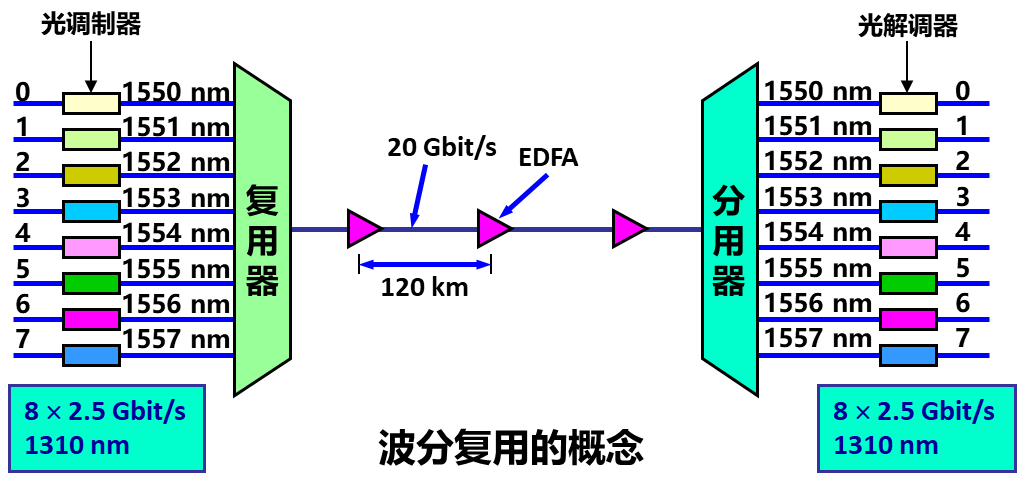 光调制器
光解调器
0 1550 nm
1 1551 nm
2 1552 nm
3 1553 nm
4 1554 nm
5 1555 nm
6 1556 nm
7 1557 nm
复用器
20 Gbit/s
EDFA
120 km
分用器
1550 nm 0
1551 nm 1
1552 nm 2
1553 nm 3
1554 nm 4
1555 nm 5
1556 nm 6
1557 nm 7
8 × 2.5 Gbit/s
1310 nm
波分复用的概念
8 × 2.5 Gbit/s
1310 nm